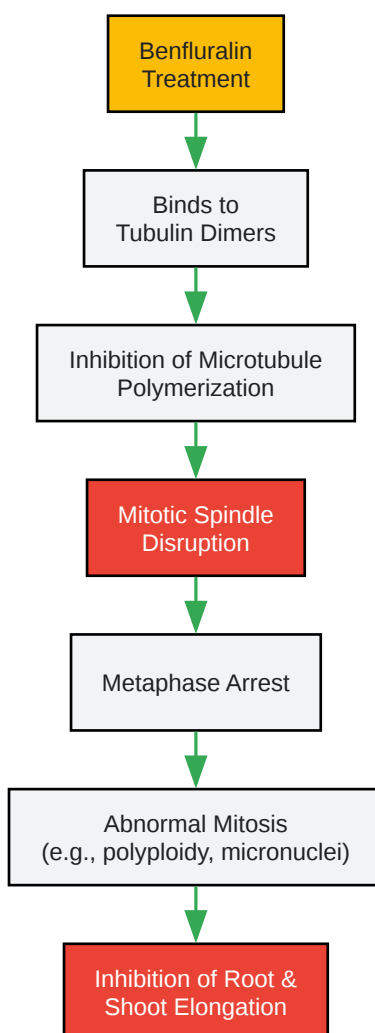 Benfluralin
Treatment
Binds to
Tubulin Dimers
Inhibition of Microtubule
Polymerization
Mitotic Spindle
Disruption
Metaphase Arrest
Abnormal Mitosis
(e.g., polyploidy, micronuclei)
Inhibition of Root &
Shoot Elongation